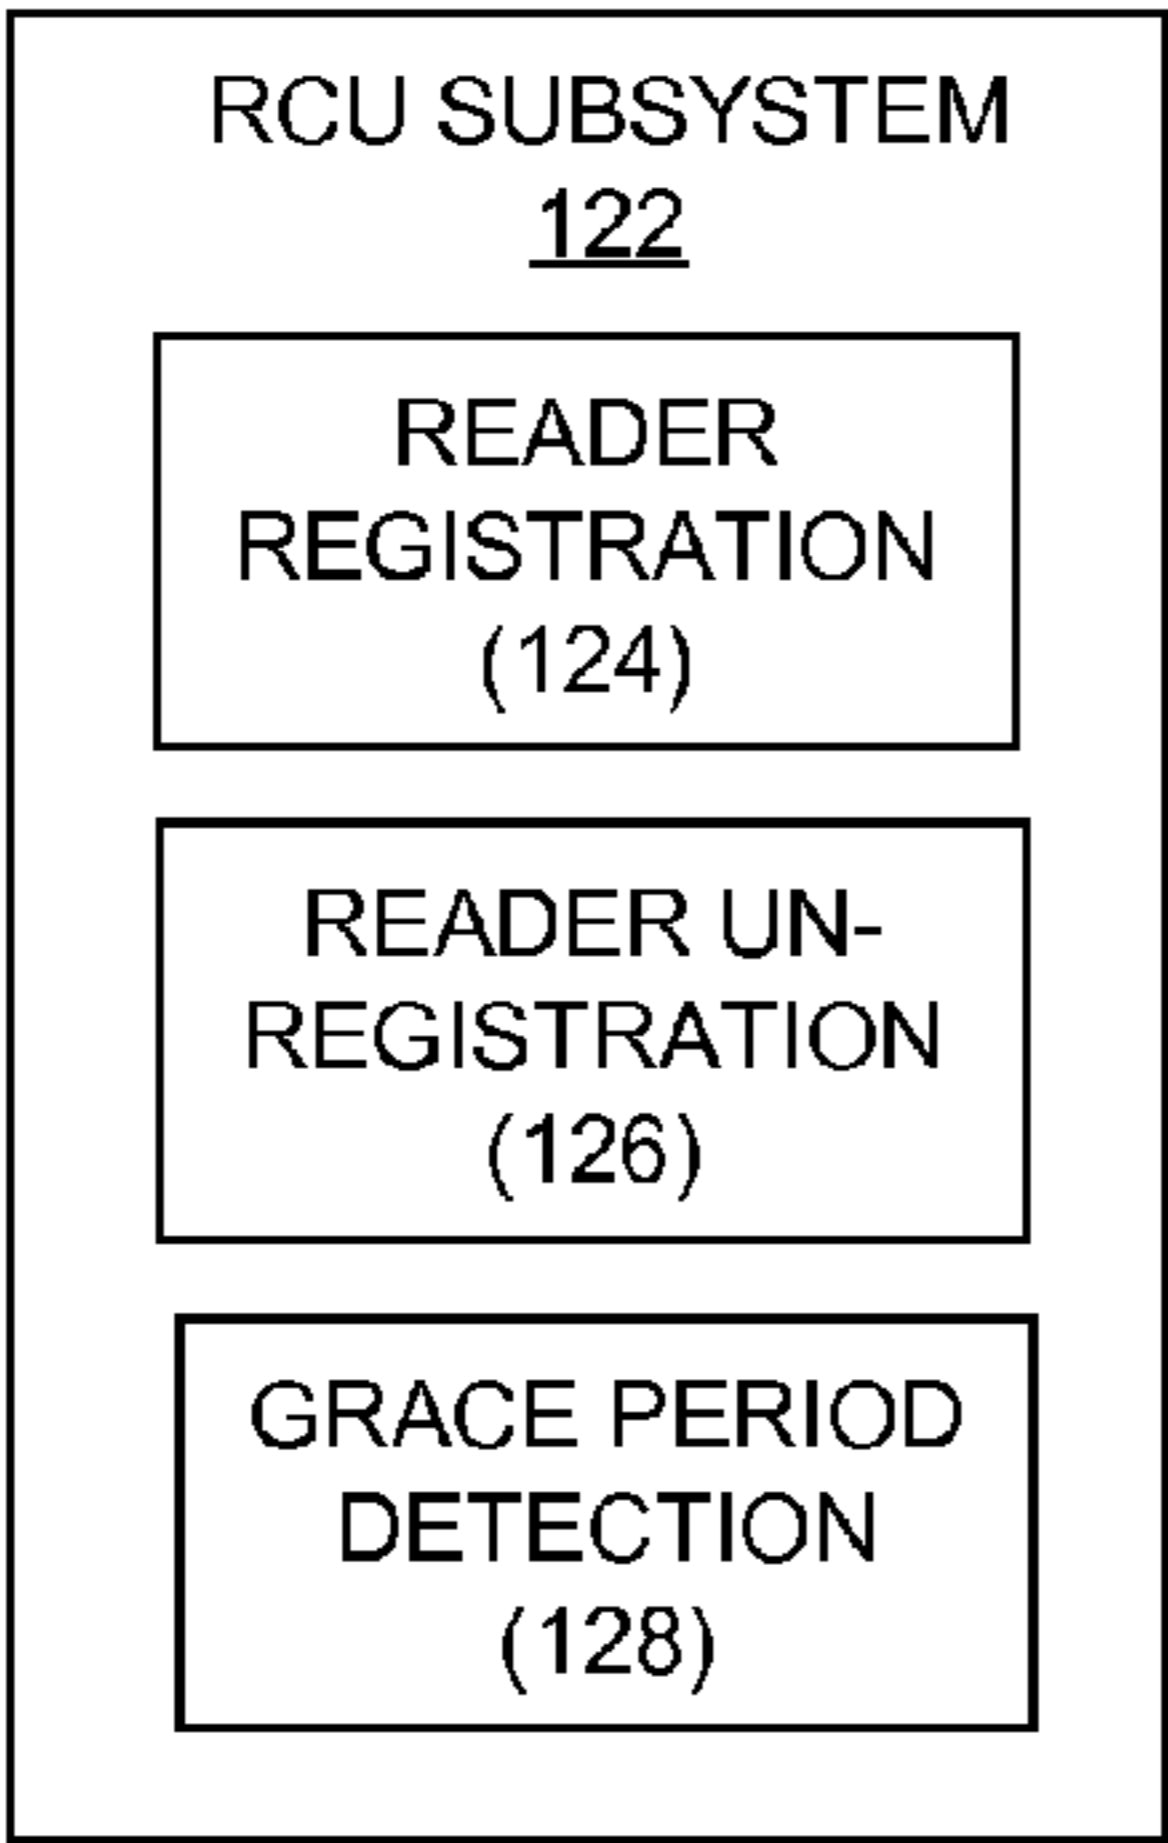 RCU SUBSYSTEM
122
READER
REGISTRATION
(124)
READER UN-
REGISTRATION
(126)
GRACE PERIOD
DETECTION
(128)